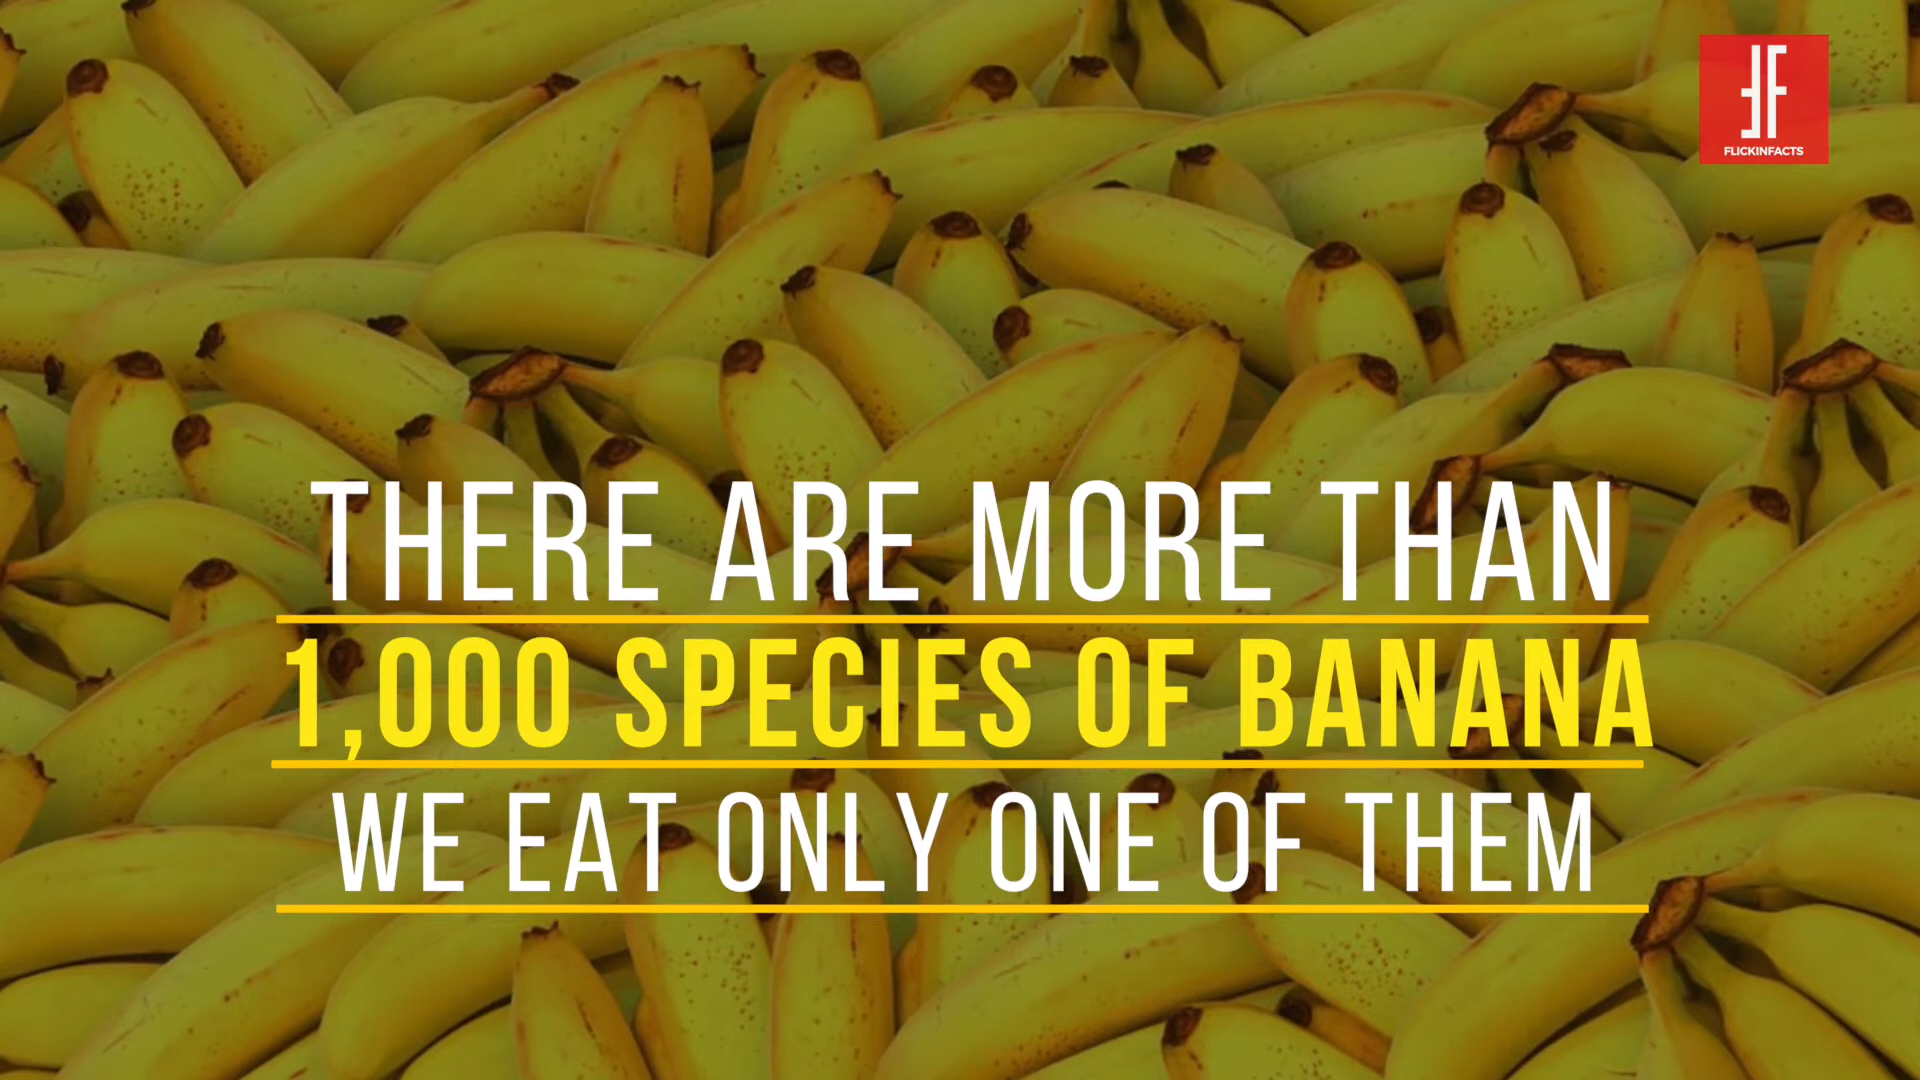 FLICKINFACTS
THERE ARE MORE THAN
1,000 SPECIES OF BANANA
WE EAT ONLY ONE OF THEM